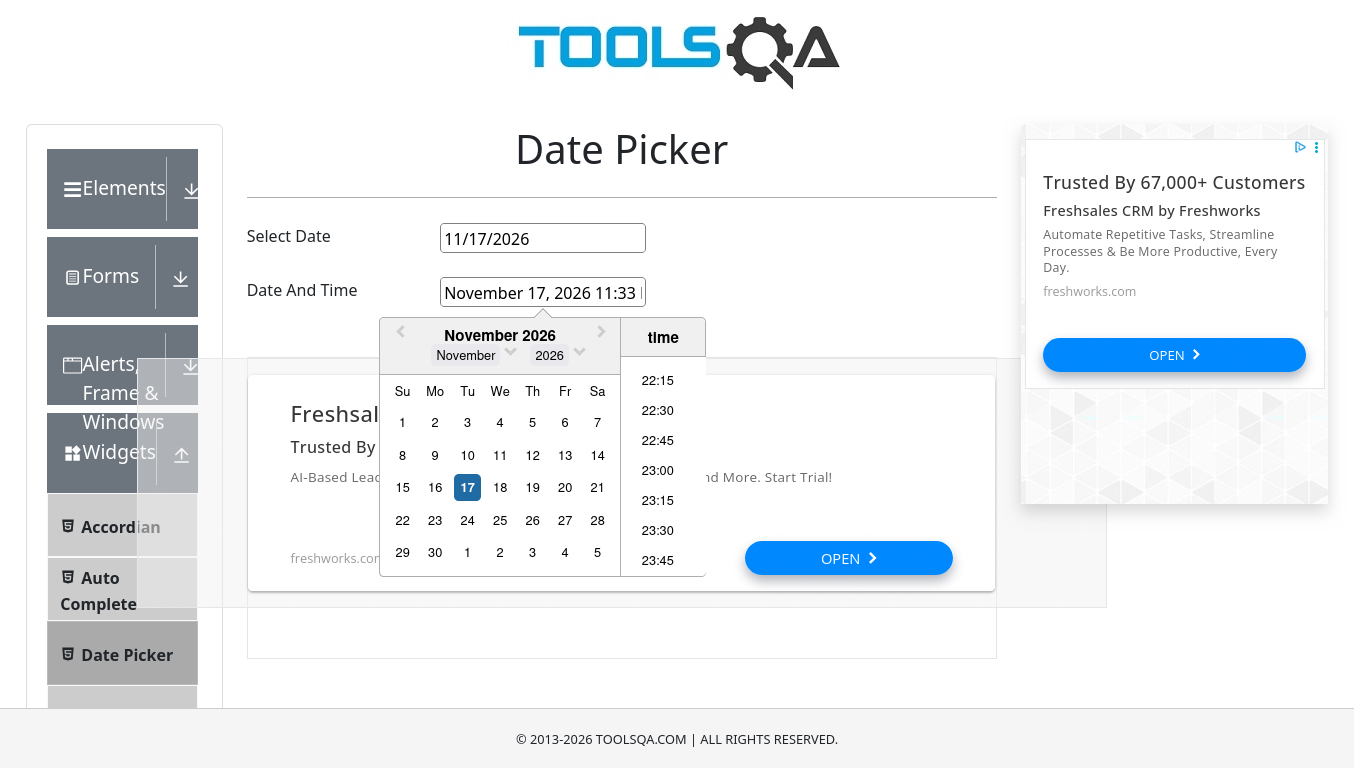 TOOLSQA
Date Picker
Elements
Forms
Alerts, Frame & Windows
Widgets
Accordian
Auto Complete
Date Picker
Select Date
11/17/2026
Date And Time
November 17, 2026 11:33
November 2026
November
2026
Su Mo Tu We Th Fr Sa
1 2 3 4 5 6 7
8 9 10 11 12 13 14
15 16 17 18 19 20 21
22 23 24 25 26 27 28
29 30 1 2 3 4 5
time
22:15
22:30
22:45
23:00
23:15
23:30
23:45
Freshsal
Trusted By
AI-Based Lead
nd More. Start Trial!
freshworks.com
OPEN
Trusted By 67,000+ Customers
Freshsales CRM by Freshworks
Automate Repetitive Tasks, Streamline
Processes & Be More Productive, Every
Day.
freshworks.com
OPEN
© 2013-2026 TOOLSQA.COM | ALL RIGHTS RESERVED.